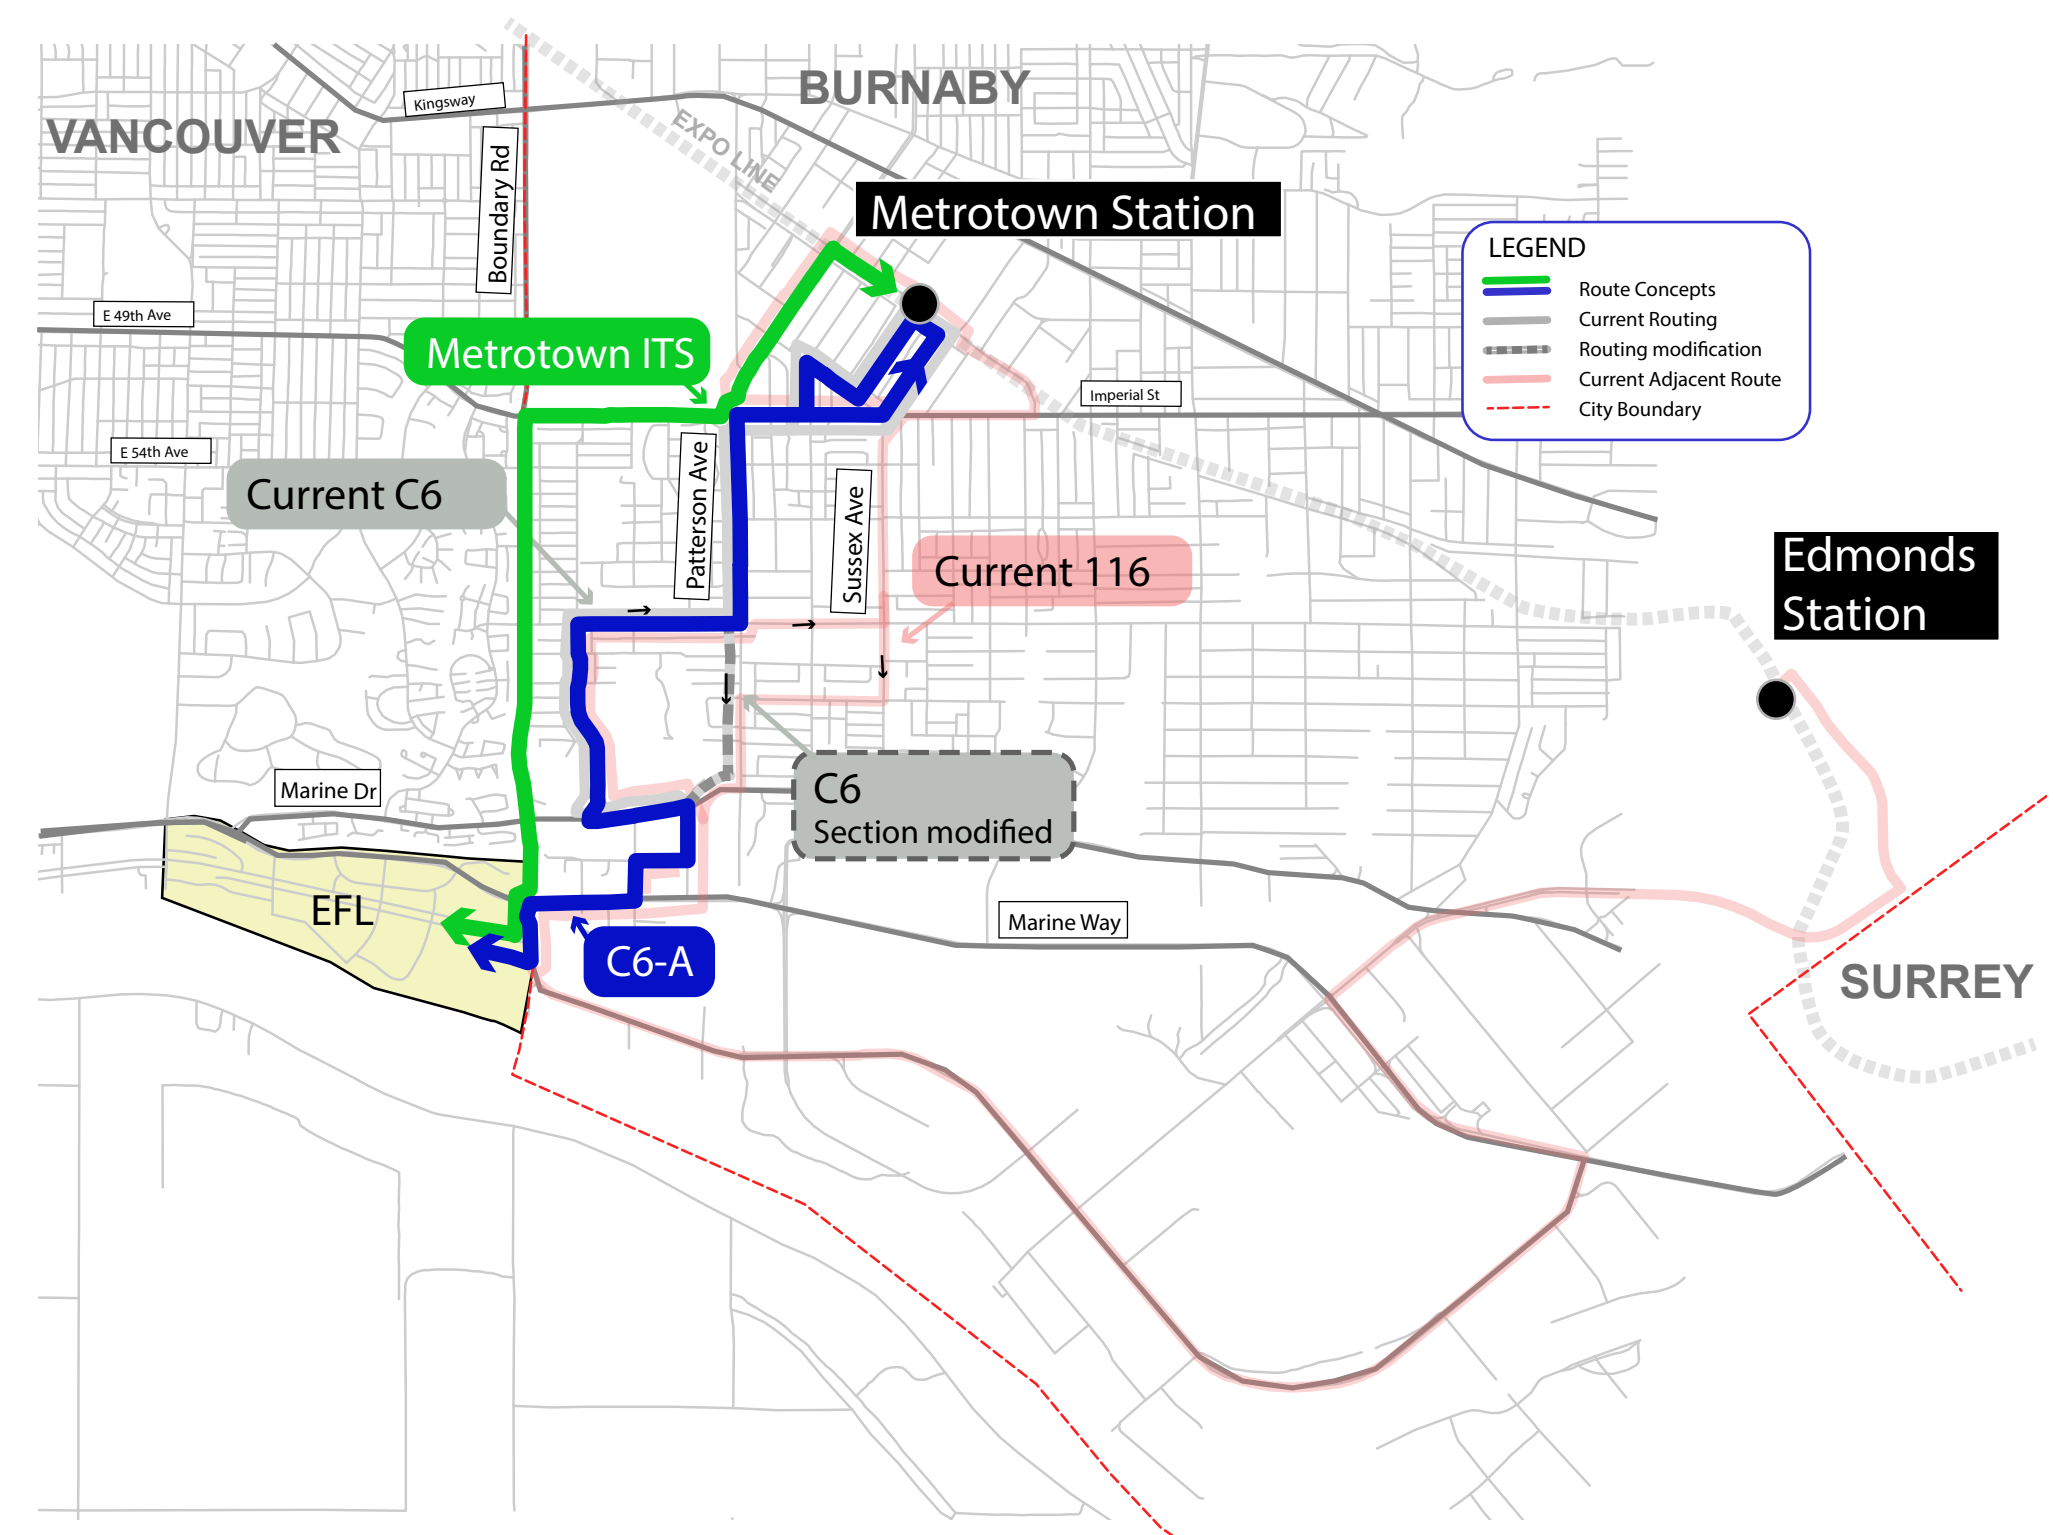 BURNABY
Kingsway
VANCOUVER
EXPO LINE
Boundary Rd
Metrotown Station
LEGEND
Route Concepts
Current Routing
Routing modification
Current Adjacent Route
City Boundary
E 49th Ave
Metrotown ITS
Imperial St
E 54th Ave
Current C6
Patterson Ave
Sussex Ave
Current 116
Edmonds
Station
Marine Dr
C6
Section modified
EFL
Marine Way
C6-A
SURREY